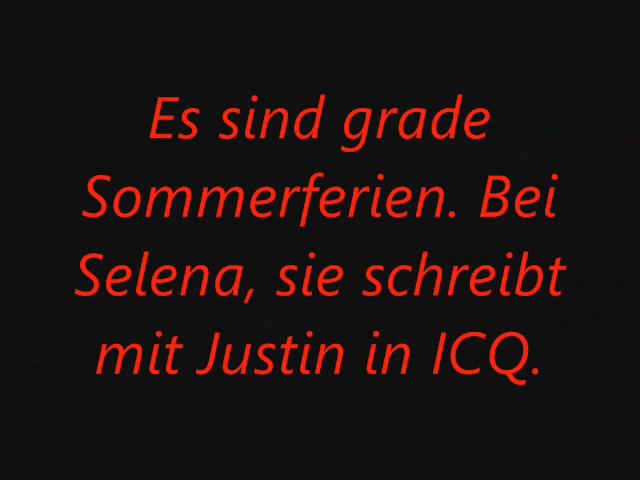 Es sind grade
Sommerferien. Bei
Selena, sie schreibt
mit Justin in ICQ.